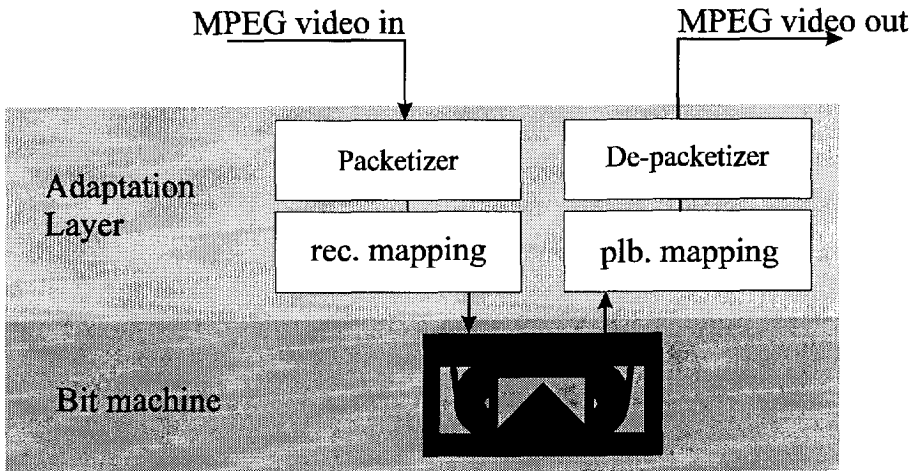 MPEG video in
MPEG video out
Packetizer
De-packetizer
Adaptation
Layer
rec. mapping
plb. mapping
Bit machine